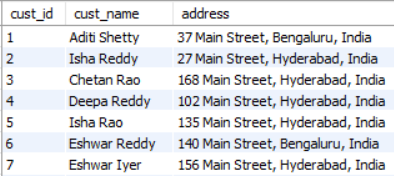 cust_id cust_name address
1 Aditi Shetty 37 Main Street, Bengaluru, India
2 Isha Reddy 27 Main Street, Hyderabad, India
3 Chetan Rao 168 Main Street, Hyderabad, India
4 Deepa Reddy 102 Main Street, Hyderabad, India
5 Isha Rao 135 Main Street, Hyderabad, India
6 Eshwar Reddy 140 Main Street, Bengaluru, India
7 Eshwar Iyer 156 Main Street, Hyderabad, India